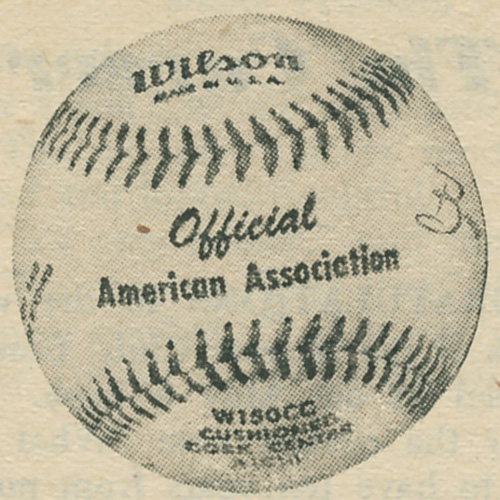 Wilson
MADE IN U.S.A.
Official
American Association
W150CC
CUSHIONED
CORK CENTER